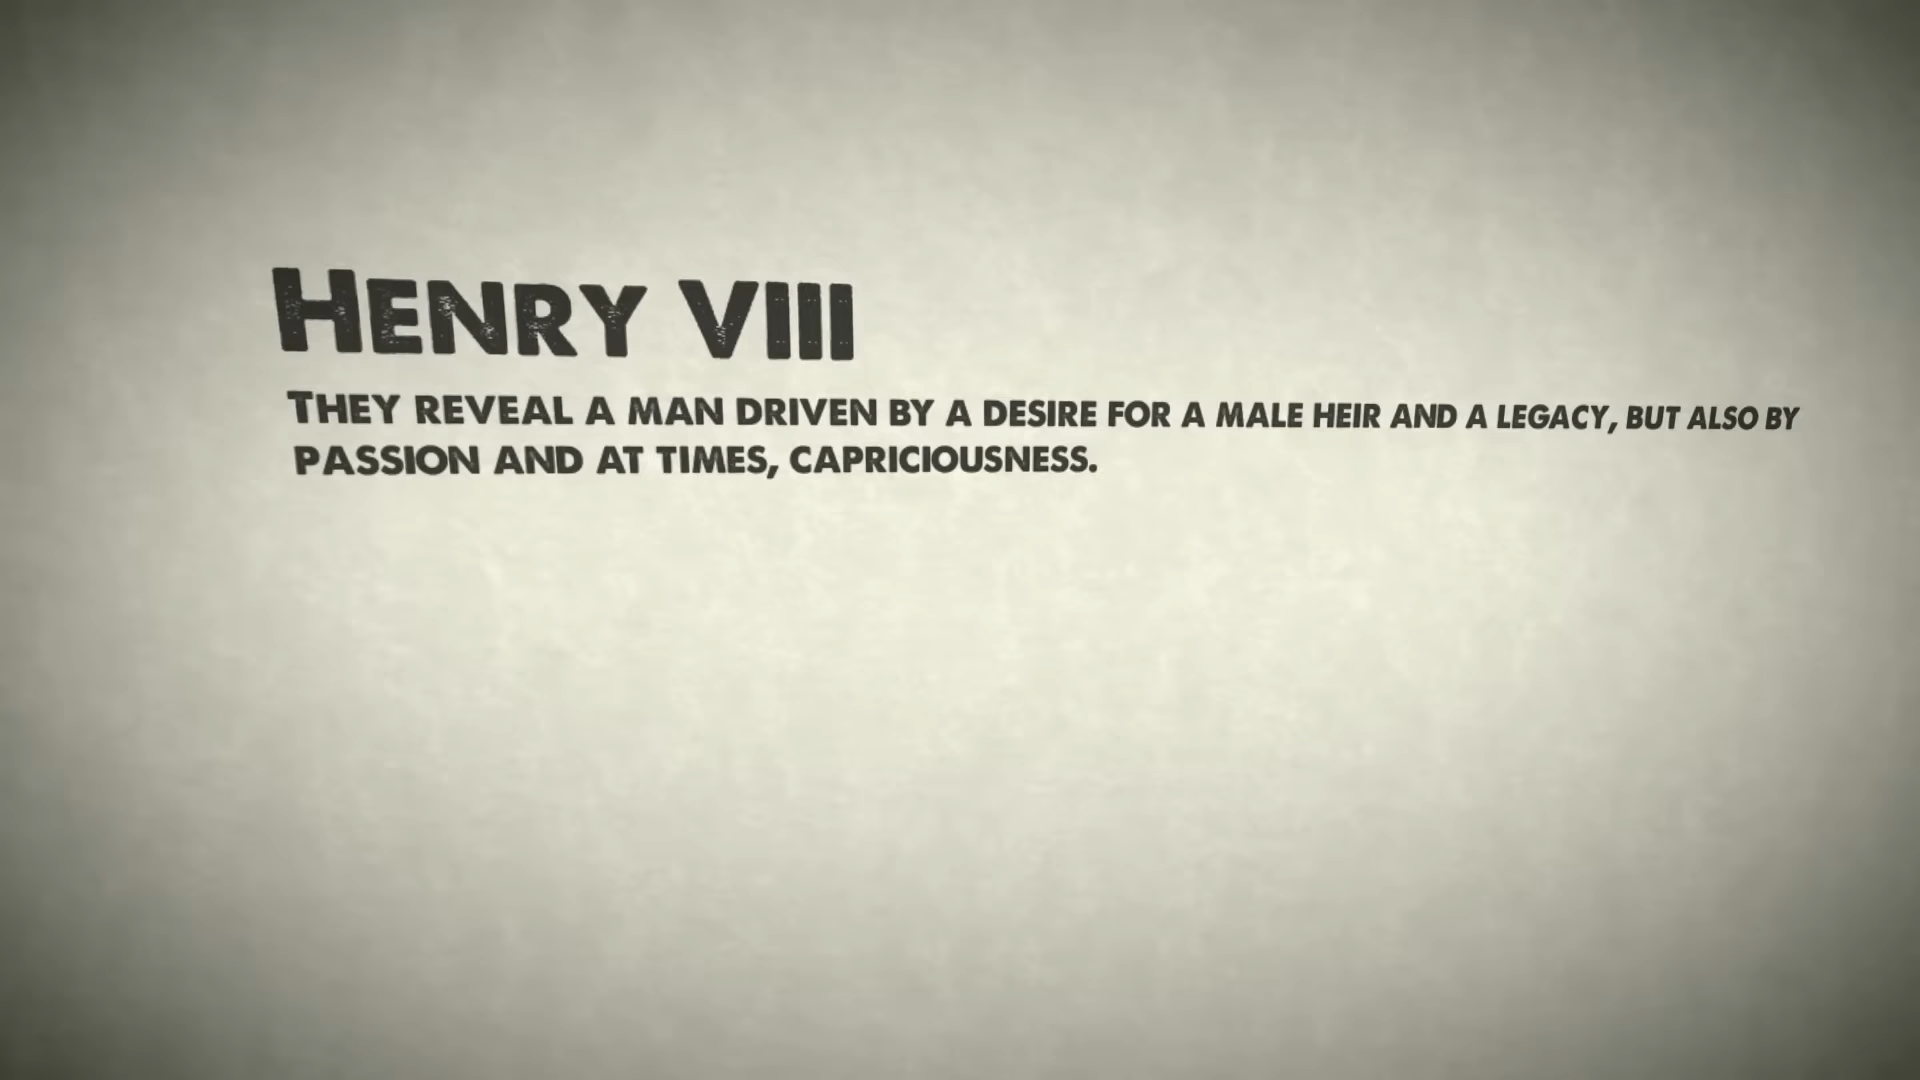 Henry VIII
They reveal a man driven by a desire for a male heir and a legacy, but also by
passion and at times, capriciousness.